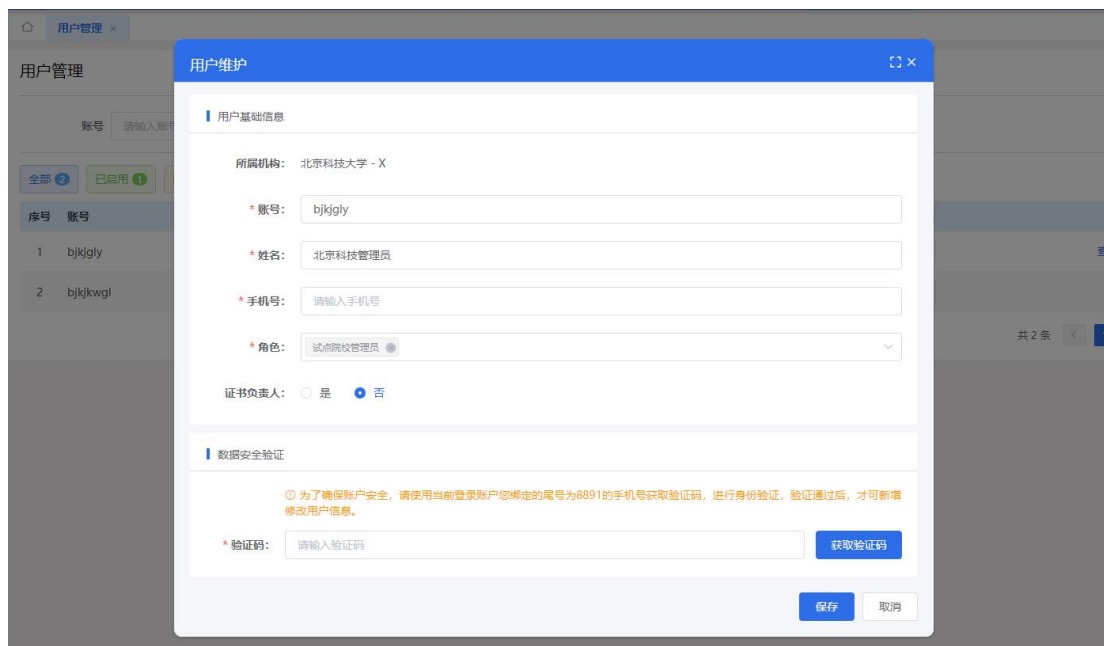 用户管理 ×
用户管理
账号 请输入账号
全部 2 已启用 1
序号 账号
1 bjkjgly
2 bjkjkwgl
共 2 条
用户维护
用户基础信息
所属机构： 北京科技大学 - X
* 账号： bjkjgly
* 姓名： 北京科技管理员
* 手机号： 请输入手机号
* 角色： 试点院校管理员
证书负责人： 是 否
数据安全验证
为了确保账户安全，请使用当前登录账户您绑定的尾号为8891的手机号获取验证码，进行身份验证，验证通过后，才可新增
修改用户信息。
* 验证码： 请输入验证码 获取验证码
保存 取消